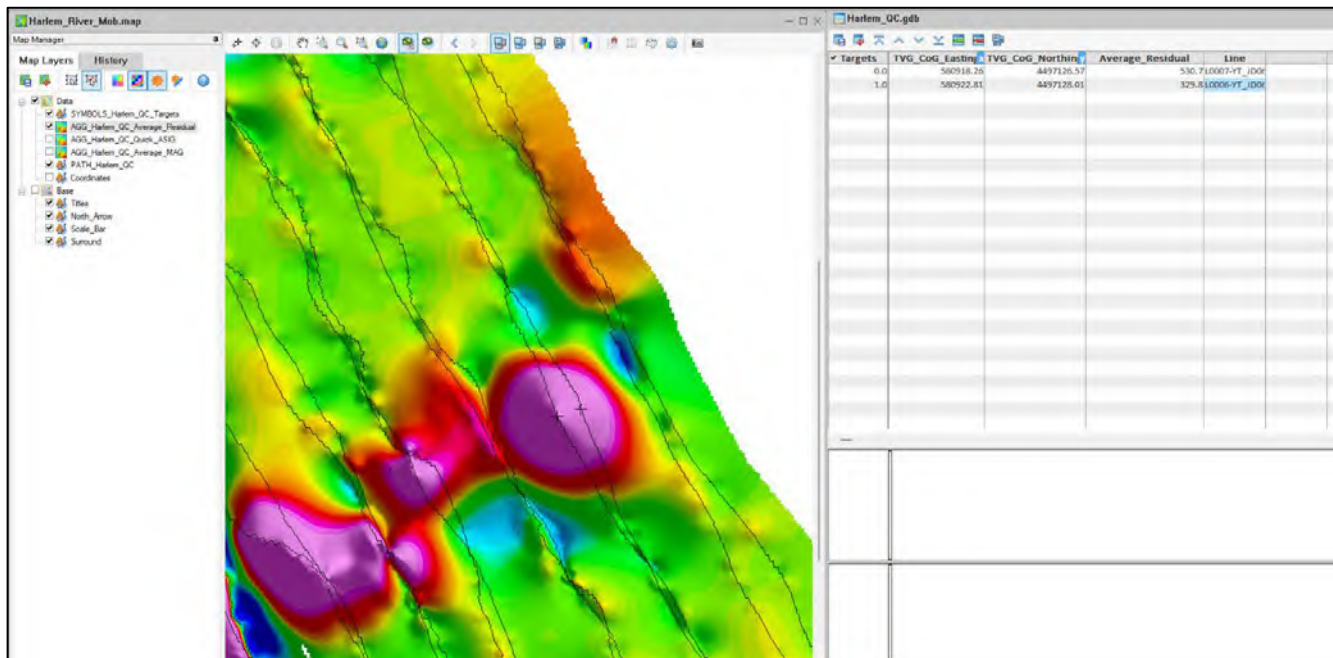 Harlem_River_Mob.map
Map Manager
Map Layers History
Data
SYMBOLS_Harlem_QC_Targets
AGG_Harlem_QC_Average_Residual
AGG_Harlem_QC_Quick_ASIG
AGG_Harlem_QC_Average_MAG
PATH_Harlem_QC
Coordinates
Base
Titles
North_Arrow
Scale_Bar
Surround
Harlem_QC.gdb
Targets TVG_CoG_Easting TVG_CoG_Northing Average_Residual Line
0.0 580918.26 4497126.57 530.7
1.0 580922.81 4497128.01 329.8